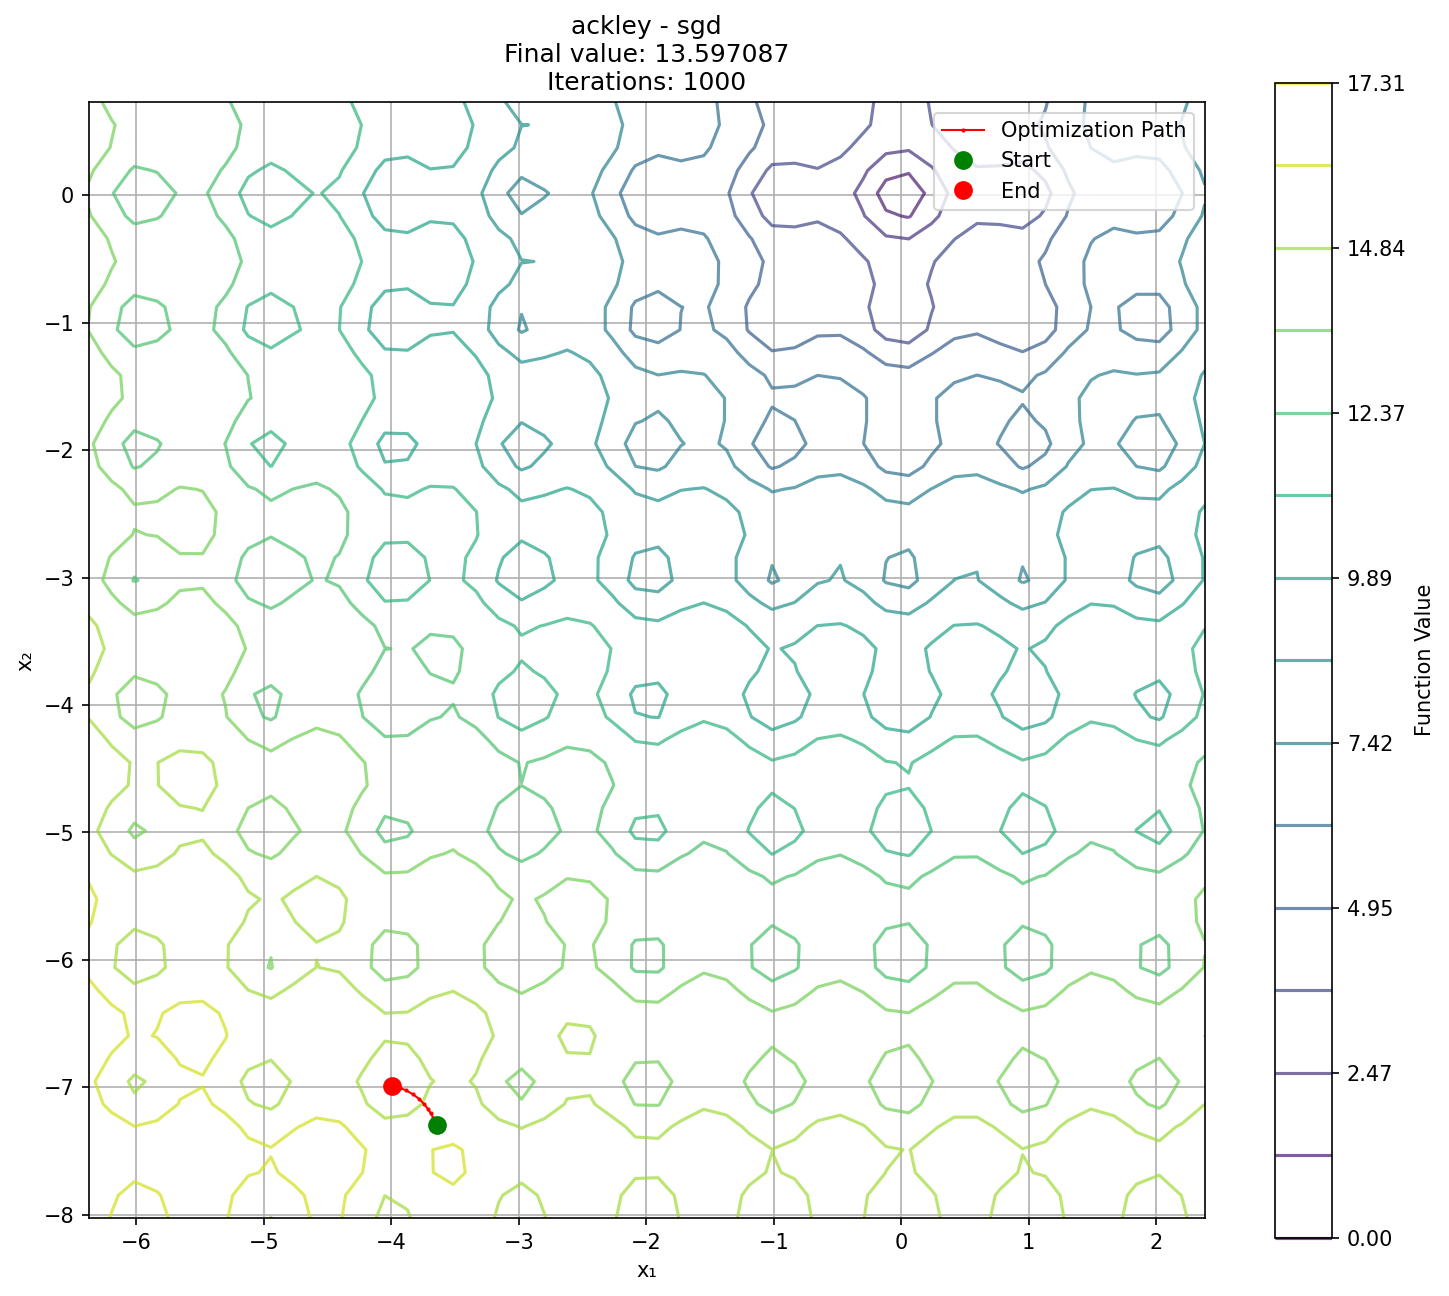 ackley - sgd
Final value: 13.597087
Iterations: 1000
Optimization Path
Start
End
0
−1
−2
−3
−4
−5
−6
−7
−8
x₂
−6
−5
−4
−3
−2
−1
0
1
2
x₁
17.31
14.84
12.37
9.89
7.42
4.95
2.47
0.00
Function Value